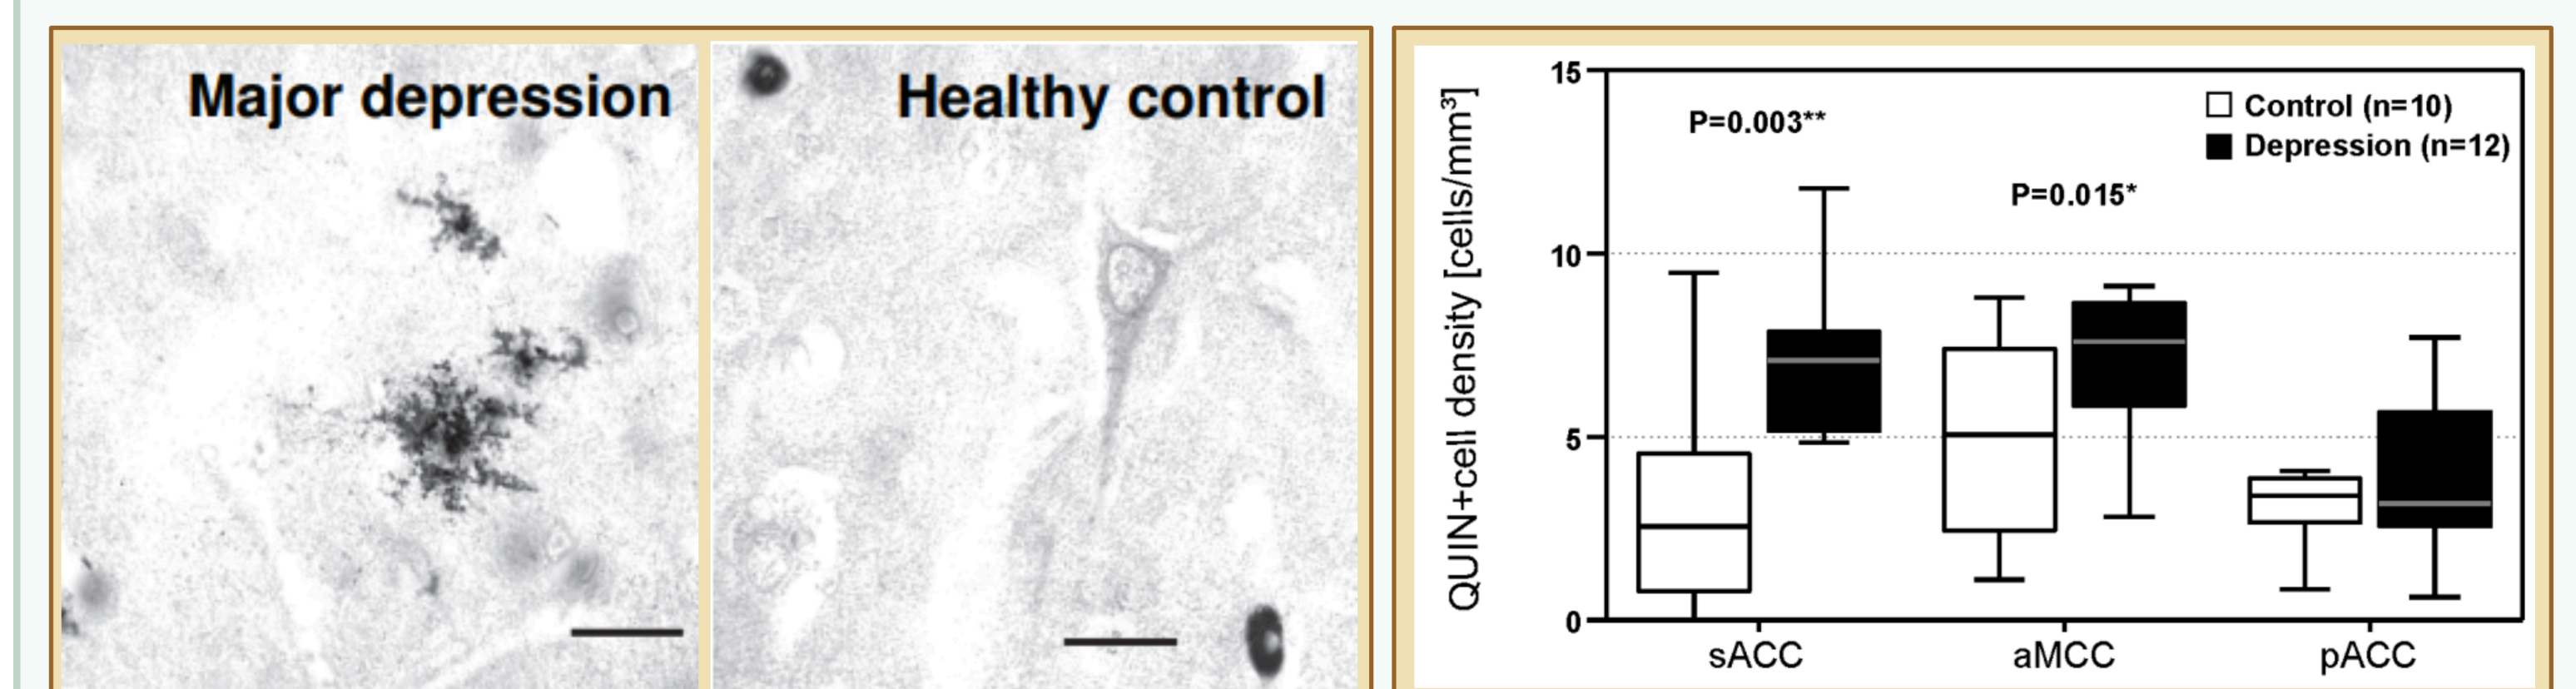 Major depression
Healthy control
QUIN+cell density [cells/mm³]
15
10
5
0
P=0.003**
P=0.015*
Control (n=10)
Depression (n=12)
sACC
aMCC
pACC